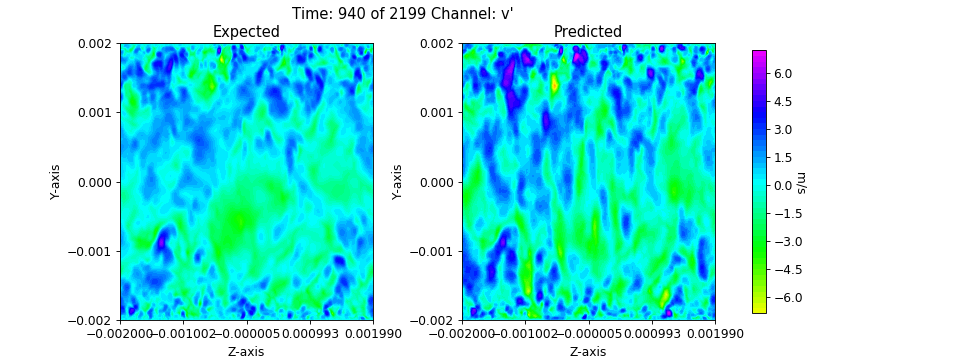 Time: 940 of 2199 Channel: v'
Expected
Predicted
0.002
0.001
0.000
−0.001
−0.002
Y-axis
−0.002000 −0.001002 −0.000005 0.000993 0.001990
Z-axis
0.002
0.001
0.000
−0.001
−0.002
Y-axis
−0.002000 −0.001002 −0.000005 0.000993 0.001990
Z-axis
6.0
4.5
3.0
1.5
0.0
−1.5
−3.0
−4.5
−6.0
m/s